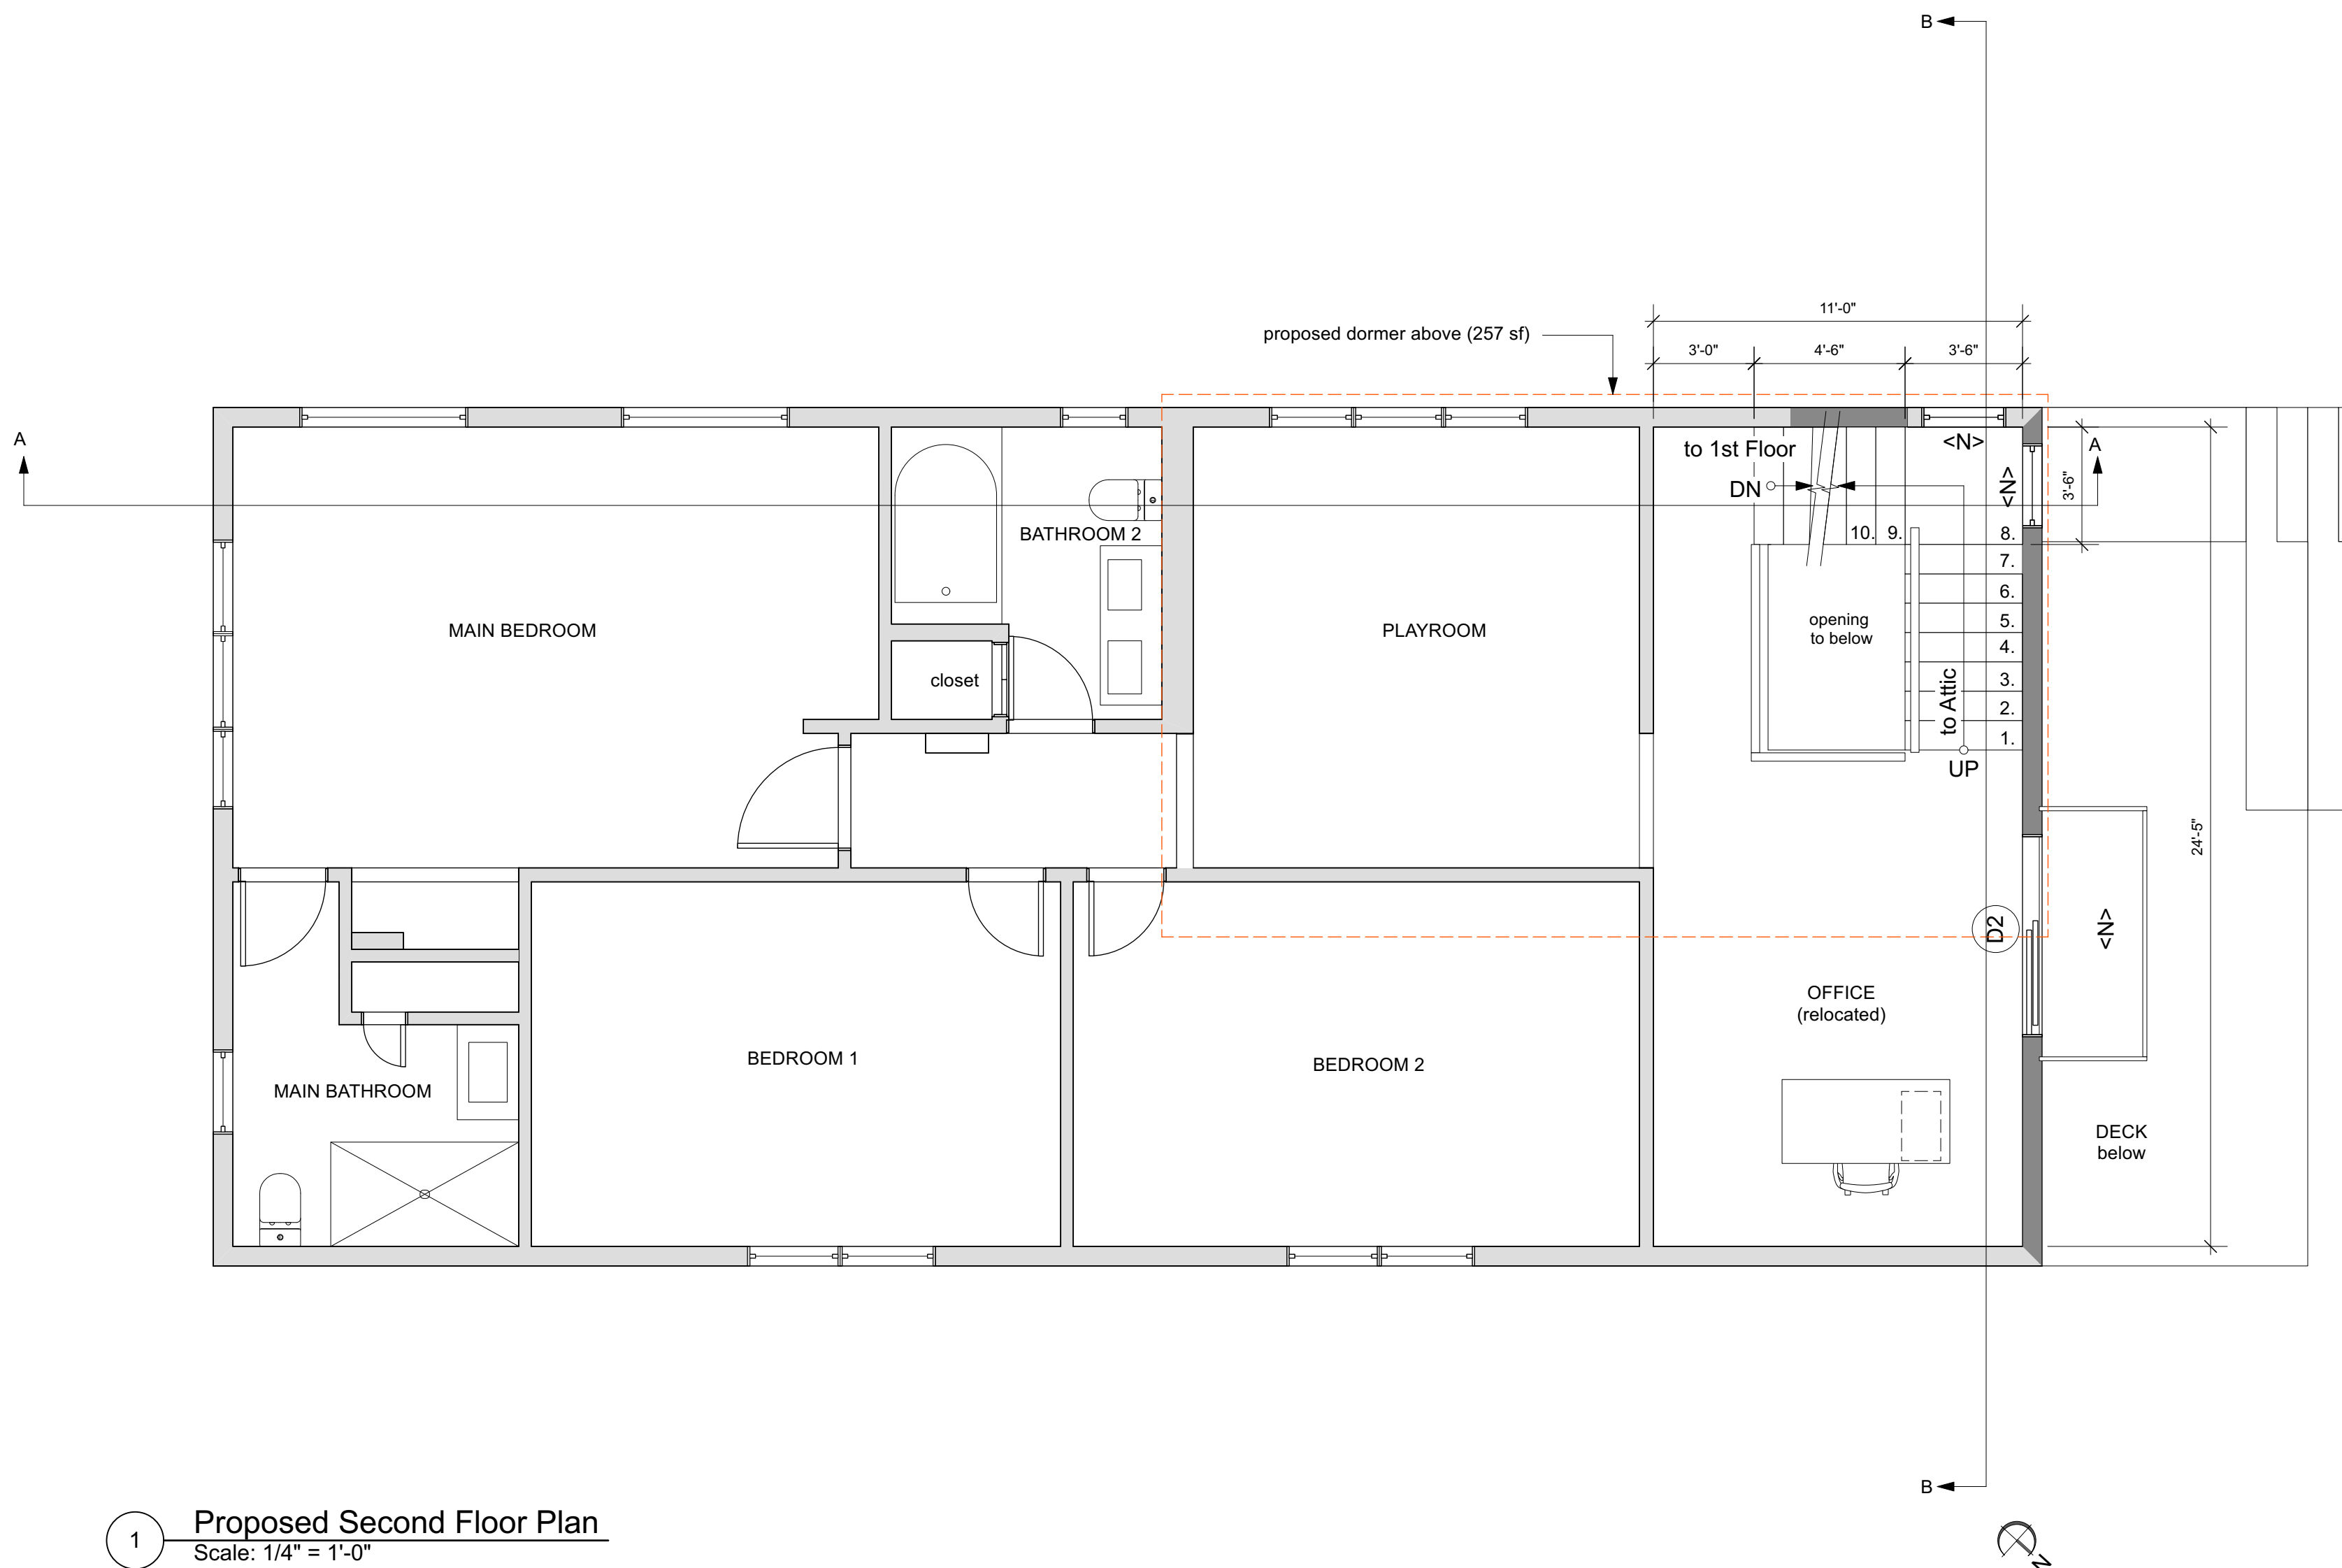 B
11'-0"
proposed dormer above (257 sf)
3'-0"
4'-6"
3'-6"
A
A
to 1st Floor
<N>
<N>
3'-6"
DN
BATHROOM 2
10.
9.
8.
7.
6.
5.
4.
3.
2.
1.
MAIN BEDROOM
PLAYROOM
opening
to below
closet
to Attic
UP
24'-5"
D2
<N>
OFFICE
(relocated)
BEDROOM 1
BEDROOM 2
MAIN BATHROOM
DECK
below
B
1
Proposed Second Floor Plan
Scale: 1/4" = 1'-0"
N